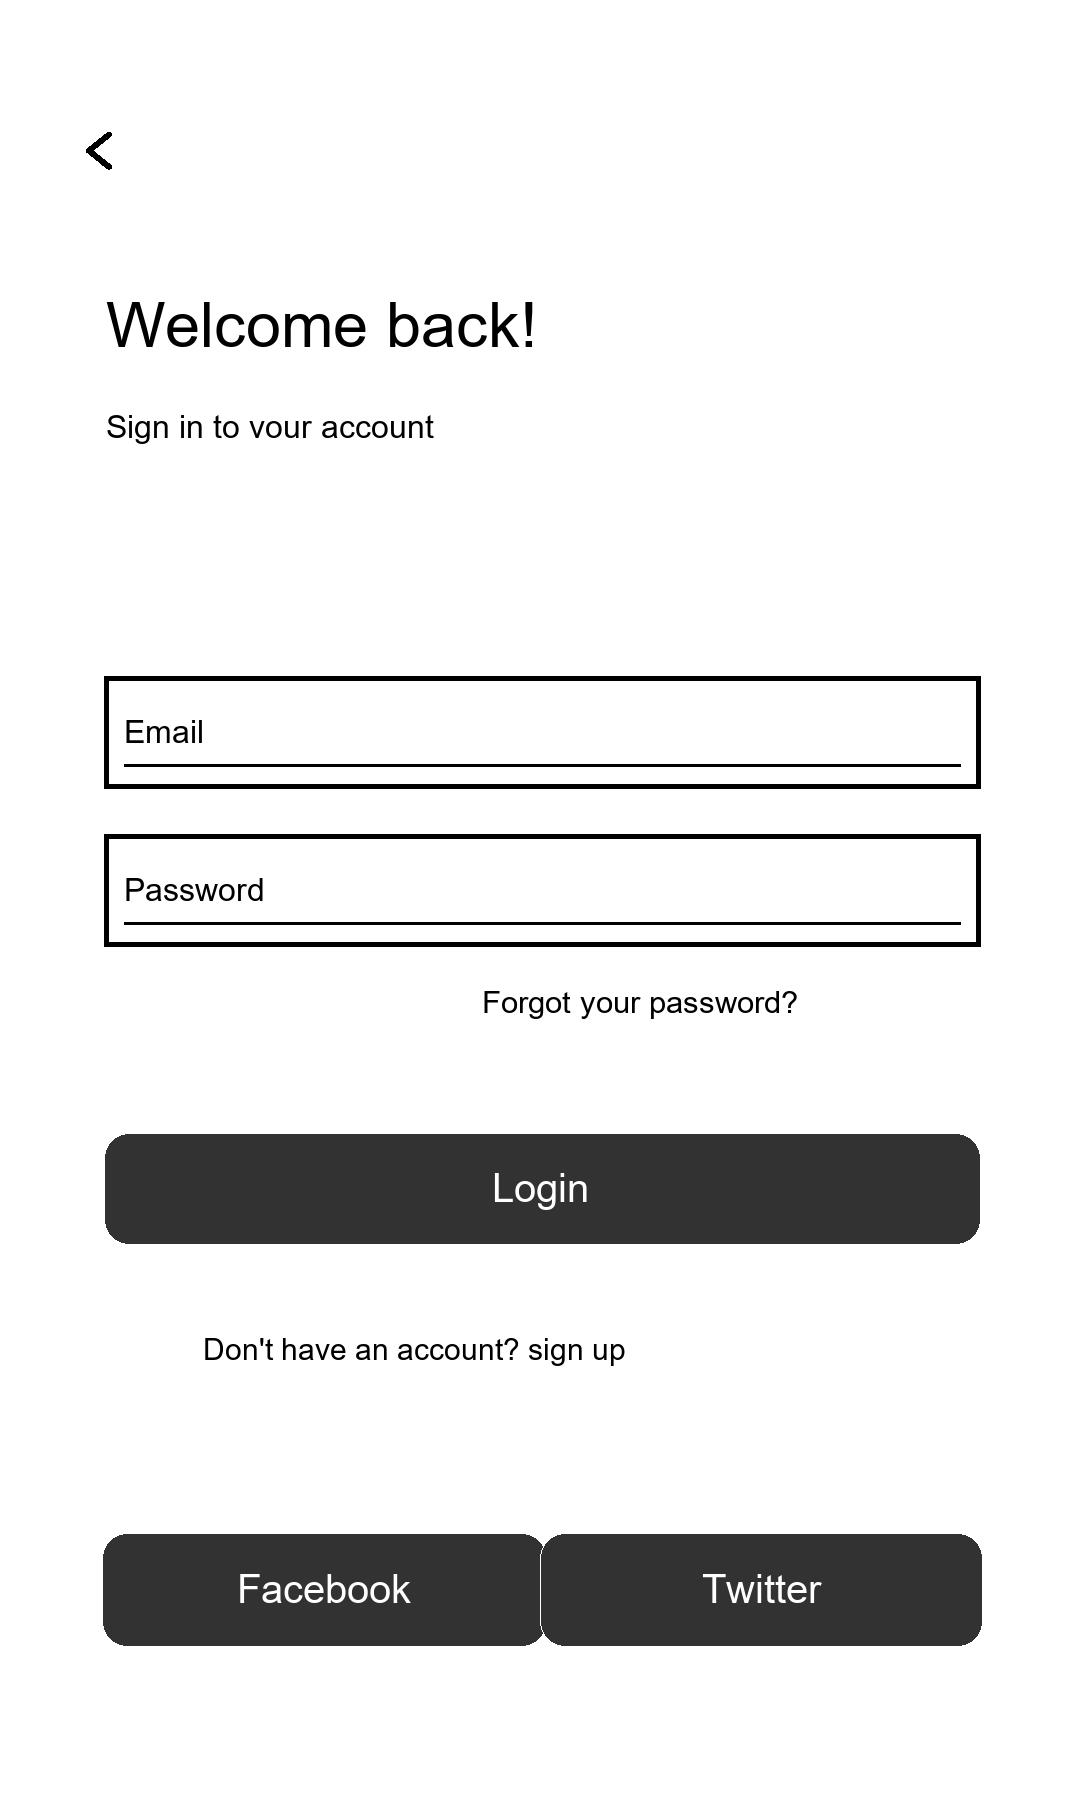 Welcome back!
Sign in to vour account
Email
Password
Forgot your password?
Login
Don't have an account? sign up
Facebook
Twitter